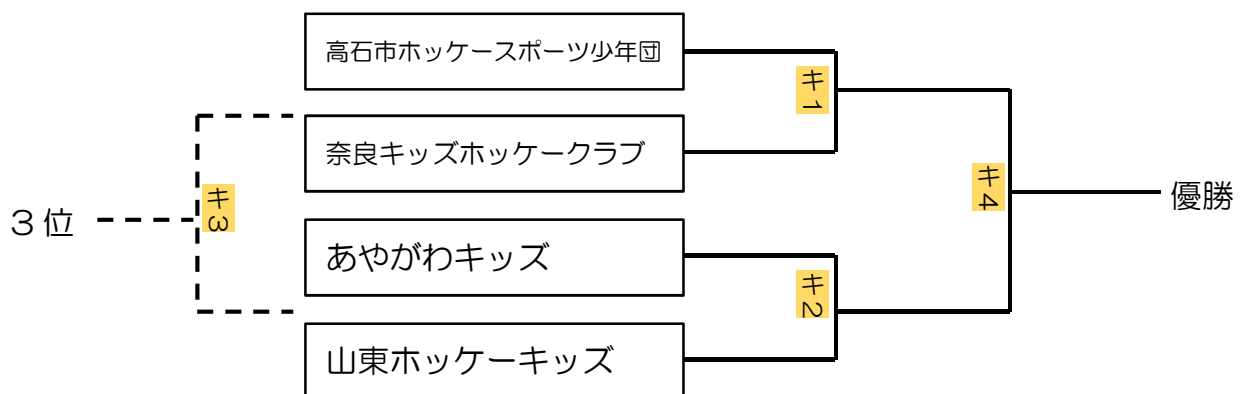 高石市ホッケースポーツ少年団
キ1
奈良キッズホッケークラブ
キ3
キ4
優勝
3位
あやがわキッズ
キ2
山東ホッケーキッズ